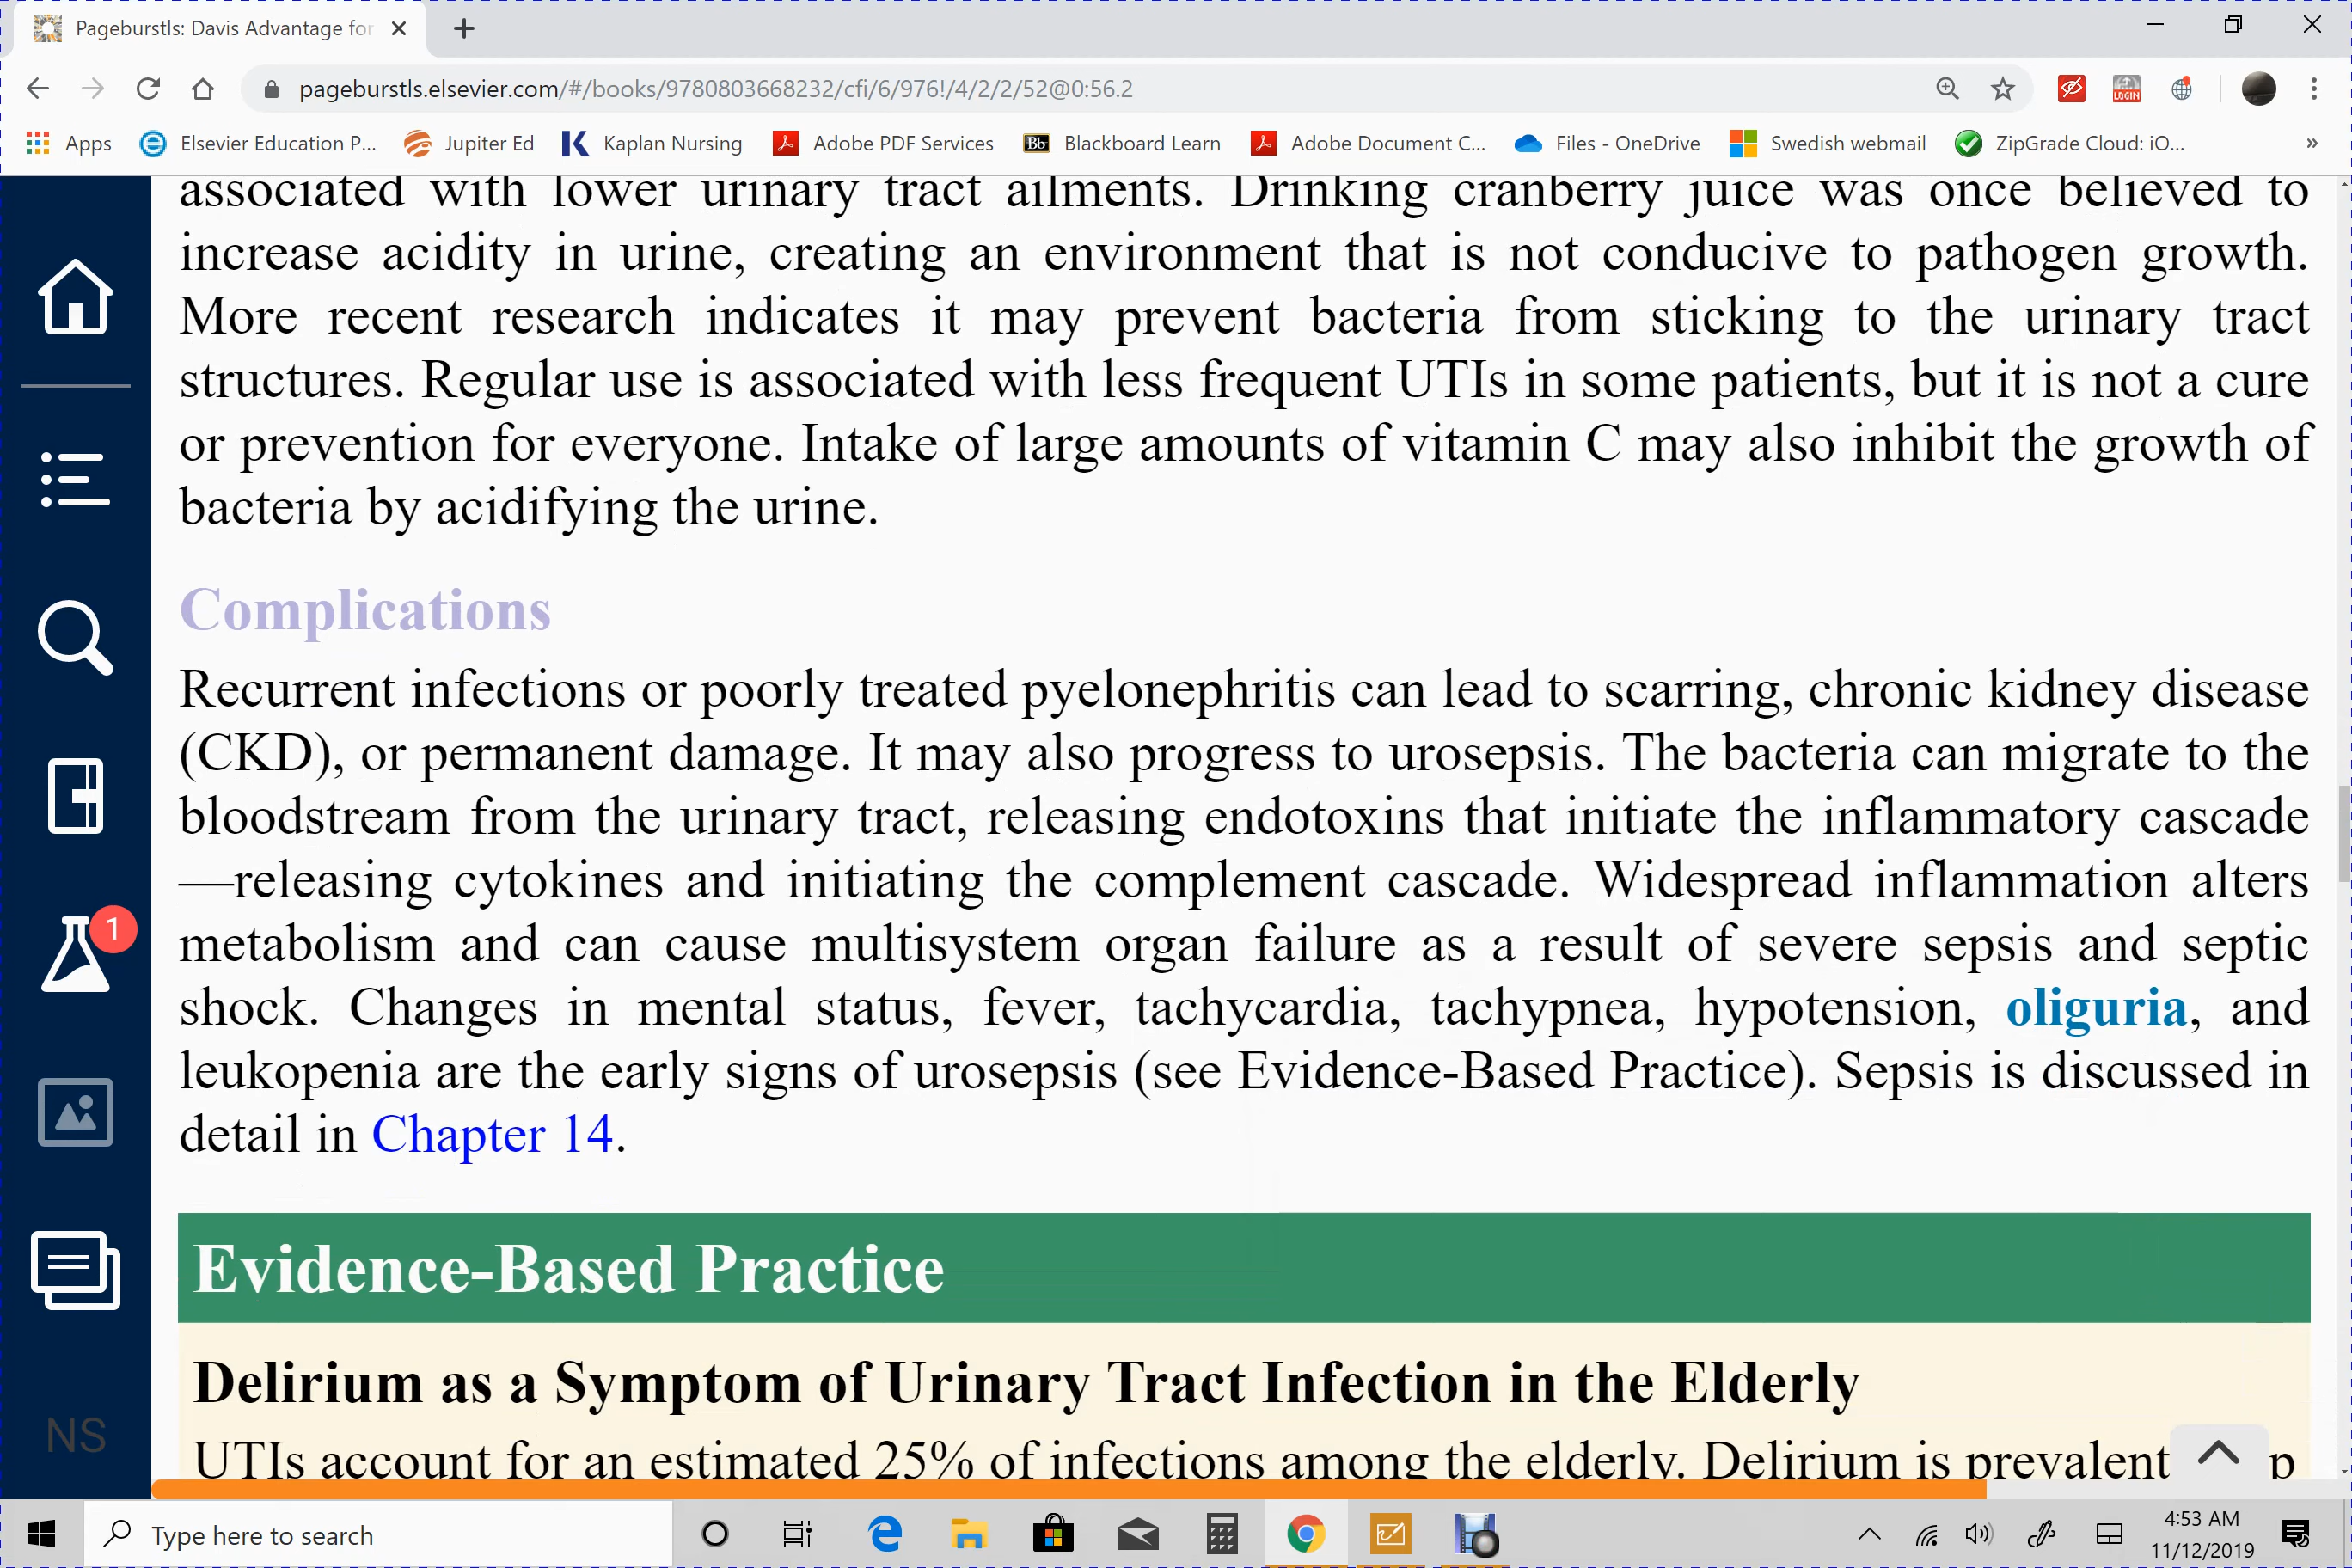 Pageburstls: Davis Advantage for
pageburstls.elsevier.com/#/books/9780803668232/cfi/6/976!/4/2/2/52@0:56.2
LOGIN
Apps
Elsevier Education P...
Jupiter Ed
K Kaplan Nursing
Adobe PDF Services
Bb Blackboard Learn
Adobe Document C...
Files - OneDrive
Swedish webmail
ZipGrade Cloud: iO...
»
associated with lower urinary tract ailments. Drinking cranberry juice was once believed to
increase acidity in urine, creating an environment that is not conducive to pathogen growth.
More recent research indicates it may prevent bacteria from sticking to the urinary tract
structures. Regular use is associated with less frequent UTIs in some patients, but it is not a cure
or prevention for everyone. Intake of large amounts of vitamin C may also inhibit the growth of
bacteria by acidifying the urine.
Complications
Recurrent infections or poorly treated pyelonephritis can lead to scarring, chronic kidney disease
(CKD), or permanent damage. It may also progress to urosepsis. The bacteria can migrate to the
bloodstream from the urinary tract, releasing endotoxins that initiate the inflammatory cascade
—releasing cytokines and initiating the complement cascade. Widespread inflammation alters
metabolism and can cause multisystem organ failure as a result of severe sepsis and septic
shock. Changes in mental status, fever, tachycardia, tachypnea, hypotension, oliguria, and
leukopenia are the early signs of urosepsis (see Evidence-Based Practice). Sepsis is discussed in
detail in Chapter 14.
1
Evidence-Based Practice
Delirium as a Symptom of Urinary Tract Infection in the Elderly
UTIs account for an estimated 25% of infections among the elderly. Delirium is prevalent
NS
Type here to search
4:53 AM
11/12/2019